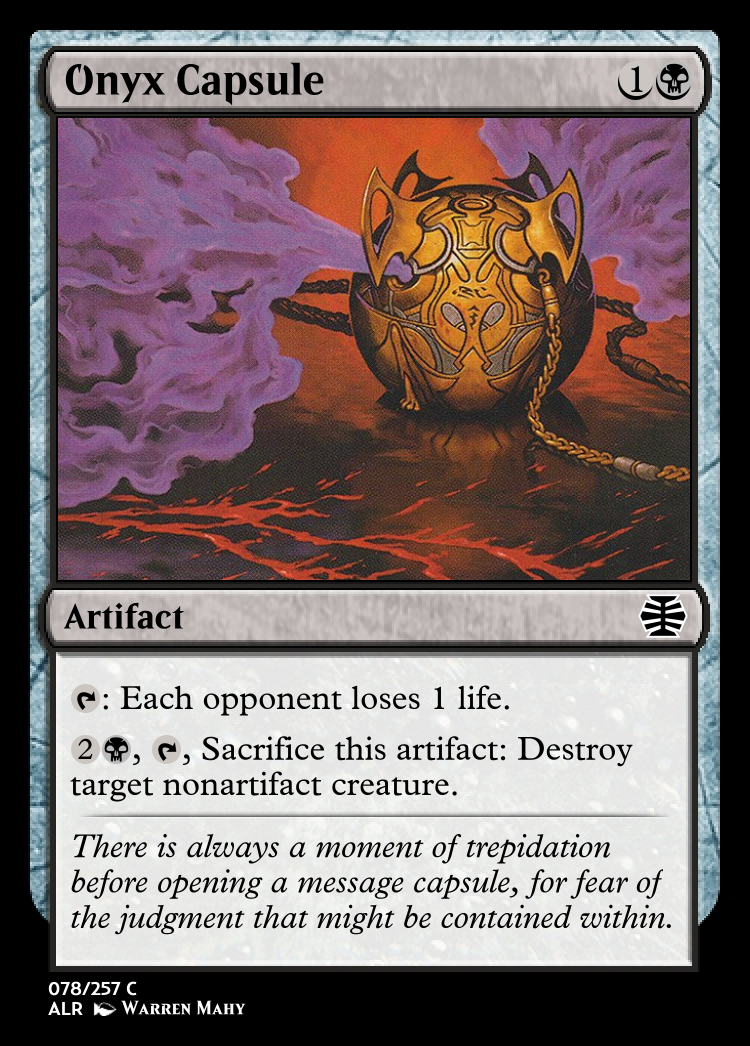 Onyx Capsule 1
Artifact
: Each opponent loses 1 life.
2 , , Sacrifice this artifact: Destroy
target nonartifact creature.
There is always a moment of trepidation
before opening a message capsule, for fear of
the judgment that might be contained within.
078/257 C
ALR Warren Mahy